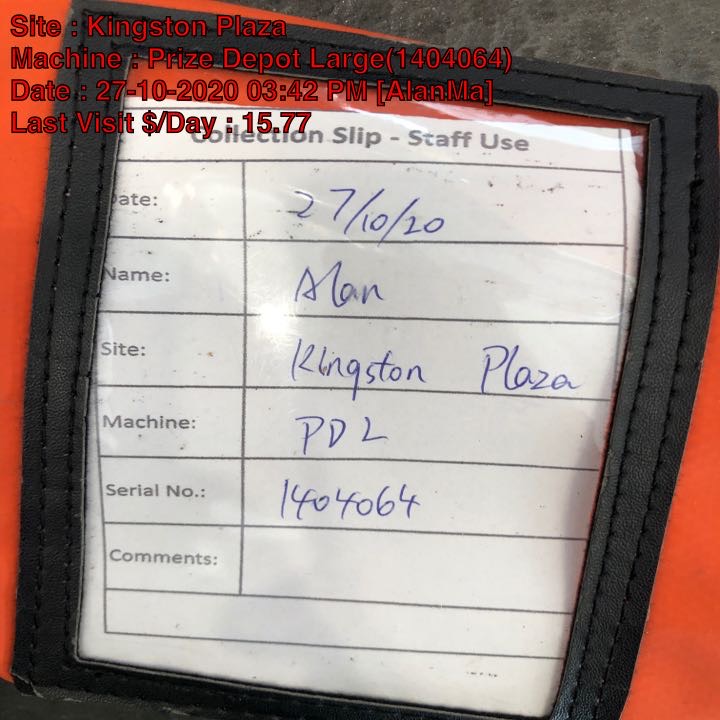 Site : Kingston Plaza
Machine : Prize Depot Large(1404064)
Date : 27-10-2020 03:42 PM [AlanMa]
Last Visit $/Day : 15.77
Collection Slip - Staff Use
Date: 27/10/20
Name: Alan
Site: Kingston Plaza
Machine: PDL
Serial No.: 1404064
Comments: